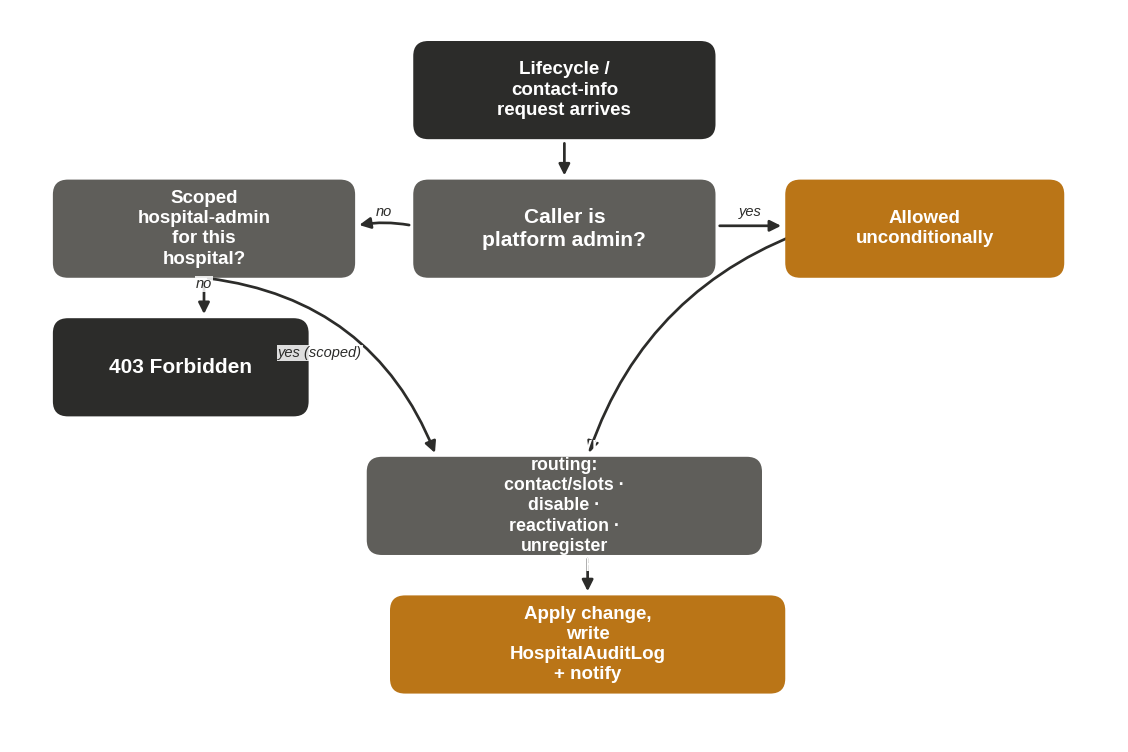 Lifecycle /
contact-info
request arrives
Scoped
hospital-admin
for this
hospital?
no
Caller is
platform admin?
yes
Allowed
unconditionally
no
403 Forbidden
yes (scoped)
routing:
contact/slots ·
disable ·
reactivation ·
unregister
Apply change,
write
HospitalAuditLog
+ notify